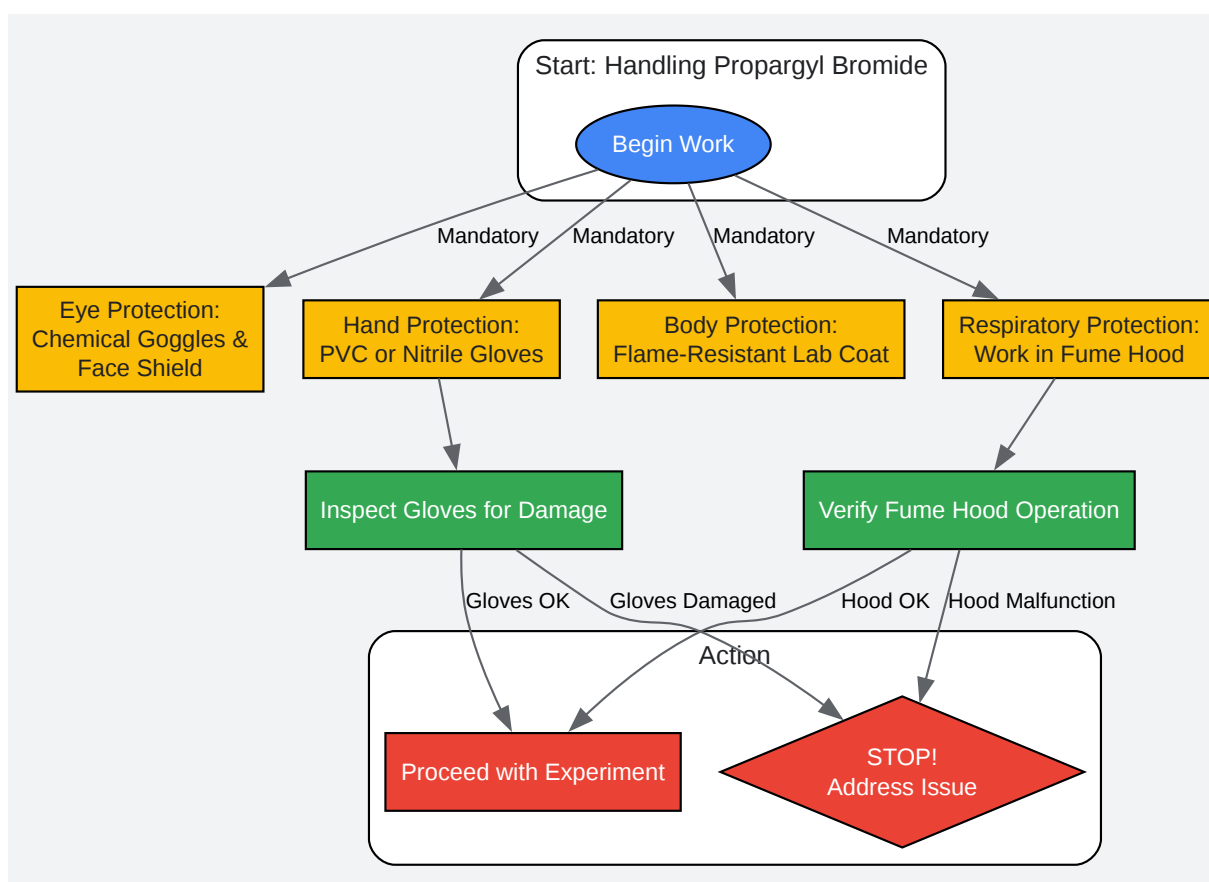 Start: Handling Propargyl Bromide
Begin Work
Mandatory
Mandatory
Mandatory
Mandatory
Eye Protection:
Chemical Goggles &
Face Shield
Hand Protection:
PVC or Nitrile Gloves
Body Protection:
Flame-Resistant Lab Coat
Respiratory Protection:
Work in Fume Hood
Inspect Gloves for Damage
Verify Fume Hood Operation
Gloves OK
Gloves Damaged
Hood OK
Hood Malfunction
Action
Proceed with Experiment
STOP!
Address Issue